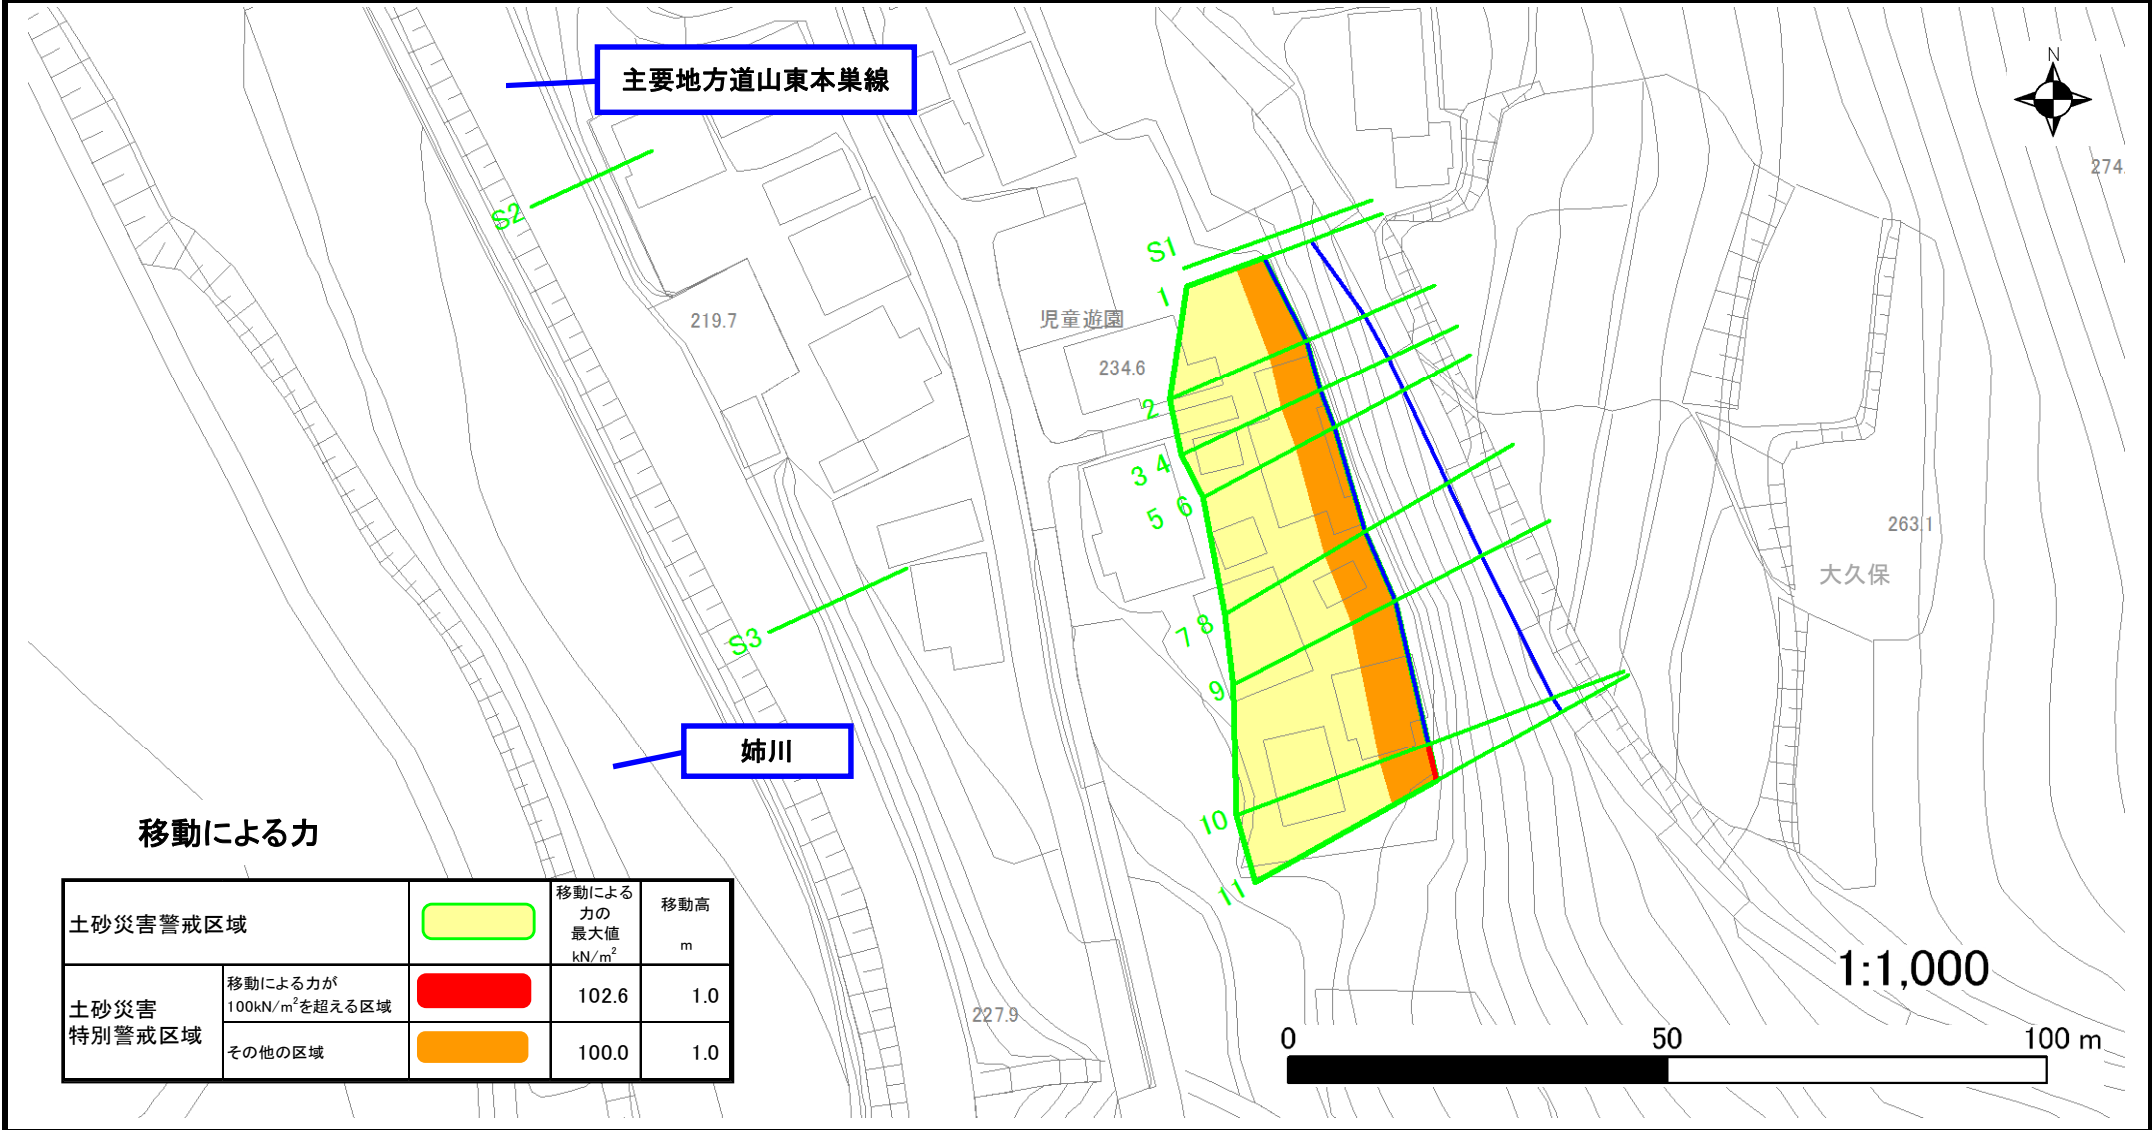 主要地方道山東本巣線
N
274.
S2
S1
1
219.7
児童遊園
234.6
2
3 4
5 6
263.1
大久保
7 8
S3
9
姉川
10
11
移動による力
土砂災害警戒区域
移動による
力の
最大値
kN/m²
移動高
m
土砂災害
特別警戒区域
移動による力が
100kN/m²を超える区域
102.6
1.0
その他の区域
100.0
1.0
227.9
1:1,000
0 50 100 m